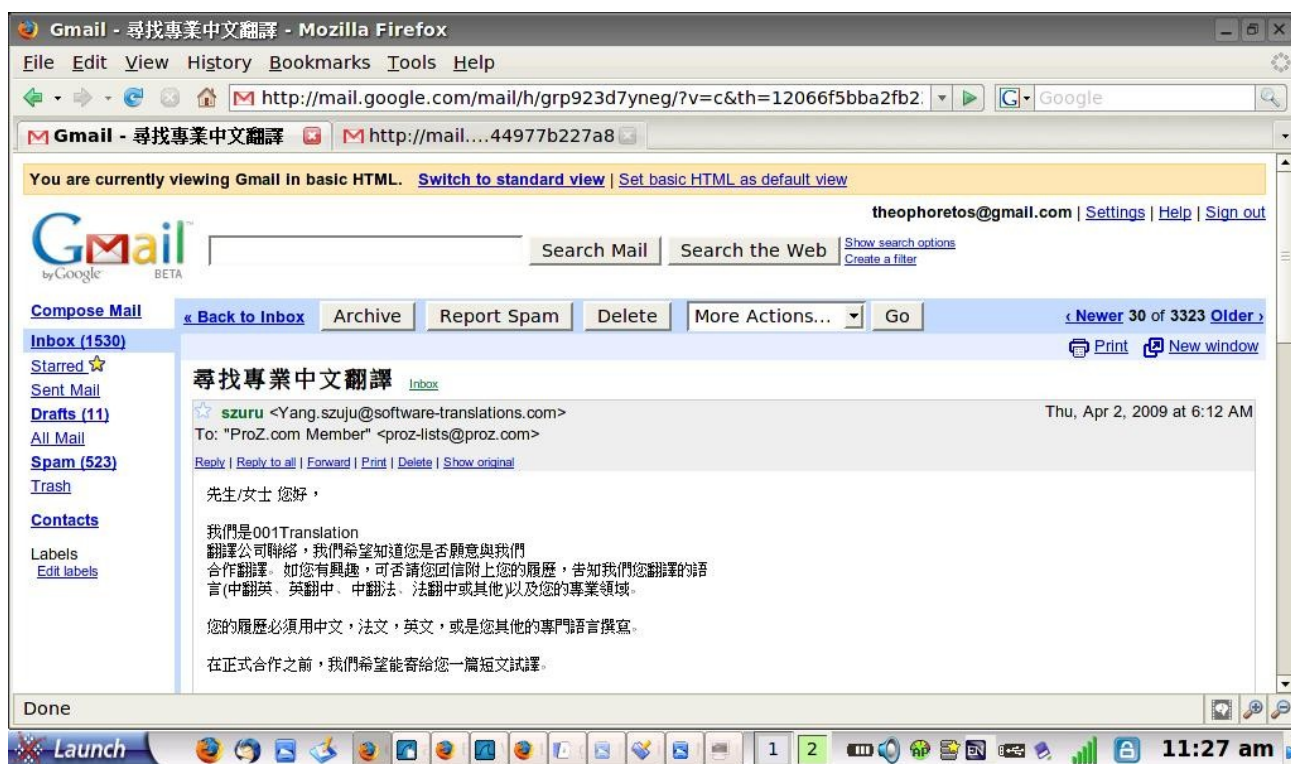 Gmail - 尋找專業中文翻譯 - Mozilla Firefox
File Edit View History Bookmarks Tools Help
http://mail.google.com/mail/h/grp923d7yneg/?v=c&th=12066f5bba2fb2 Google
Gmail - 尋找專業中文翻譯 http://mail....44977b227a8
You are currently viewing Gmail in basic HTML. Switch to standard view | Set basic HTML as default view
theophoretos@gmail.com | Settings | Help | Sign out
Gmail
by Google BETA
Search Mail Search the Web Show search options
Create a filter
Compose Mail
Inbox (1530)
Starred
Sent Mail
Drafts (11)
All Mail
Spam (523)
Trash
Contacts
Labels
Edit labels
« Back to Inbox Archive Report Spam Delete More Actions... Go ‹ Newer 30 of 3323 Older ›
Print New window
尋找專業中文翻譯 Inbox
szuru <Yang.szuju@software-translations.com> Thu, Apr 2, 2009 at 6:12 AM
To: "ProZ.com Member" <proz-lists@proz.com>
Reply | Reply to all | Forward | Print | Delete | Show original
先生/女士 您好，
我們是001Translation
翻譯公司聯絡，我們希望知道您是否願意與我們
合作翻譯。如您有興趣，可否請您回信附上您的履歷，告知我們您翻譯的語
言(中翻英、英翻中、中翻法、法翻中或其他)以及您的專業領域。
您的履歷必須用中文，法文，英文，或是您其他的專門語言撰寫。
在正式合作之前，我們希望能寄給您一篇短文試譯。
Done
Launch 1 2 EN 11:27 am